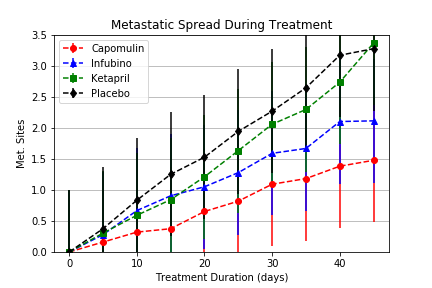 Metastatic Spread During Treatment
Capomulin
Infubino
Ketapril
Placebo
Met. Sites
3.5
3.0
2.5
2.0
1.5
1.0
0.5
0.0
0
10
20
30
40
Treatment Duration (days)